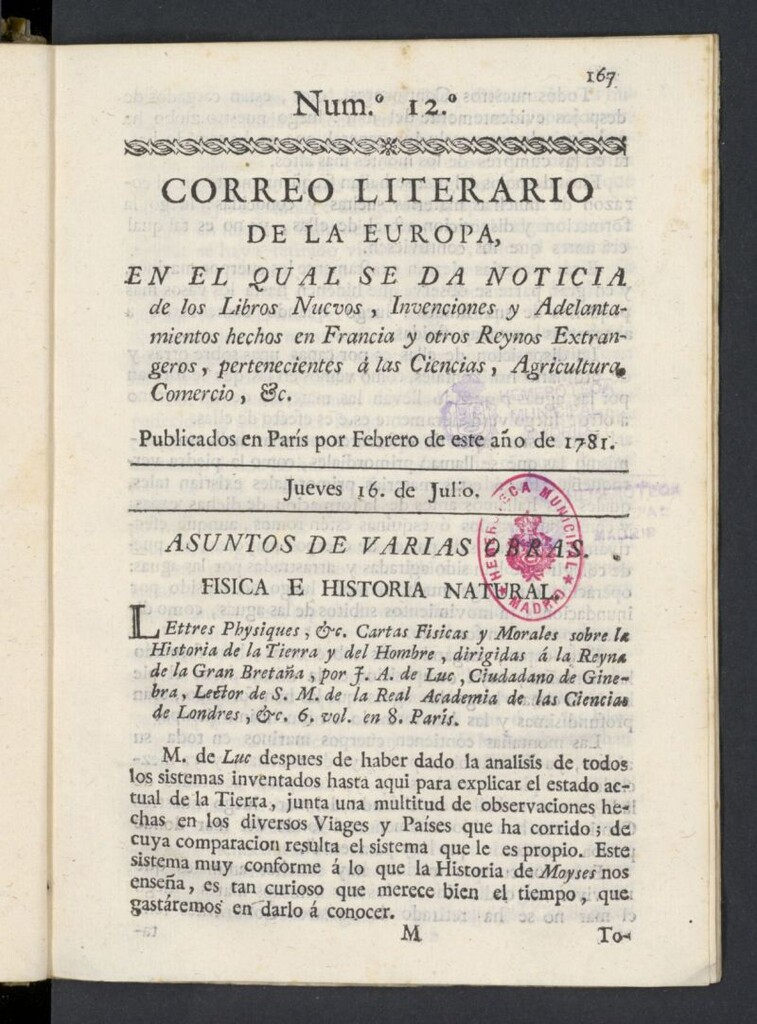 167
Num.º 12.º
CORREO LITERARIO
DE LA EUROPA,
EN EL QUAL SE DA NOTICIA
de los Libros Nuevos, Invenciones y Adelanta-
mientos hechos en Francia y otros Reynos Extran-
geros, pertenecientes á las Ciencias, Agricultura,
Comercio, &c.
Publicados en París por Febrero de este año de 1781.
Jueves 16. de Julio.
HEMEROTECA MUNICIPAL
MADRID
ASUNTOS DE VARIAS OBRAS.
FISICA E HISTORIA NATURAL.
LEttres Physiques, &c. Cartas Fisicas y Morales sobre la
Historia de la Tierra y del Hombre, dirigidas á la Reyna
de la Gran Bretaña, por J. A. de Luc, Ciudadano de Gine-
bra, Lector de S. M. de la Real Academia de las Ciencias
de Londres, &c. 6. vol. en 8. París.
M. de Luc despues de haber dado la analisis de todos
los sistemas inventados hasta aqui para explicar el estado ac-
tual de la Tierra, junta una multitud de observaciones he-
chas en los diversos Viages y Países que ha corrido; de
cuya comparacion resulta el sistema que le es propio. Este
sistema muy conforme á lo que la Historia de Moyses nos
enseña, es tan curioso que merece bien el tiempo, que
gastáremos en darlo á conocer.
M
To-